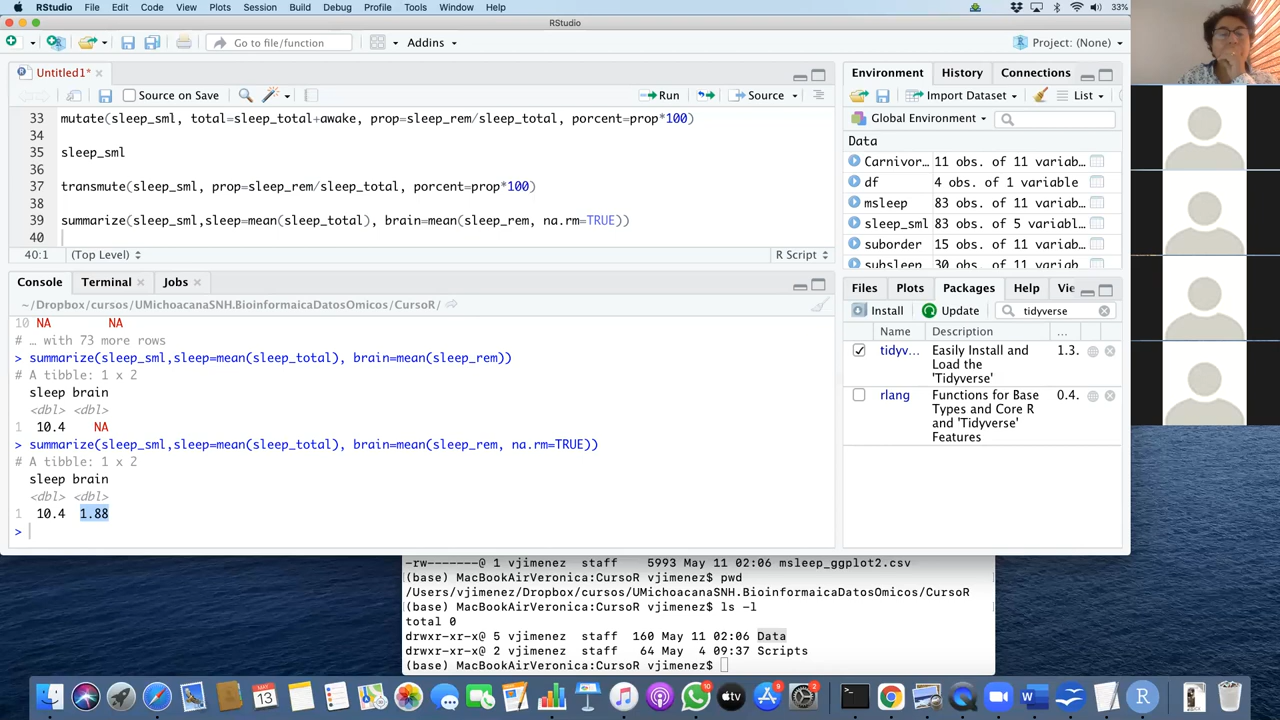 RStudio File Edit Code View Plots Session Build Debug Profile Tools Window Help 33%
RStudio
Go to file/function Addins Project: (None)
Untitled1*
Source on Save Run Source
33 mutate(sleep_sml, total=sleep_total+awake, prop=sleep_rem/sleep_total, porcent=prop*100)
34
35 sleep_sml
36
37 transmute(sleep_sml, prop=sleep_rem/sleep_total, porcent=prop*100)
38
39 summarize(sleep_sml,sleep=mean(sleep_total), brain=mean(sleep_rem, na.rm=TRUE))
40
40:1 (Top Level) R Script
Console Terminal Jobs
~/Dropbox/cursos/UMichoacanaSNH.BioinformaicaDatosOmicos/CursoR/
10 NA NA
# … with 73 more rows
> summarize(sleep_sml,sleep=mean(sleep_total), brain=mean(sleep_rem))
# A tibble: 1 x 2
sleep brain
<dbl> <dbl>
1 10.4 NA
> summarize(sleep_sml,sleep=mean(sleep_total), brain=mean(sleep_rem, na.rm=TRUE))
# A tibble: 1 x 2
sleep brain
<dbl> <dbl>
1 10.4 1.88
>
Environment History Connections
Import Dataset List
Global Environment
Data
Carnivor… 11 obs. of 11 variab…
df 4 obs. of 1 variable
msleep 83 obs. of 11 variab…
sleep_sml 83 obs. of 5 variabl…
suborder 15 obs. of 11 variab…
subsleep 30 obs. of 11 variab…
Files Plots Packages Help Vie
Install Update tidyverse
Name Description …
tidyv… Easily Install and 1.3.
Load the
'Tidyverse'
rlang Functions for Base 0.4.
Types and Core R
and 'Tidyverse'
Features
-rw-------@ 1 vjimenez staff 5993 May 11 02:06 msleep_ggplot2.csv
(base) MacBookAirVeronica:CursoR vjimenez$ pwd
/Users/vjimenez/Dropbox/cursos/UMichoacanaSNH.BioinformaicaDatosOmicos/CursoR
(base) MacBookAirVeronica:CursoR vjimenez$ ls -l
total 0
drwxr-xr-x@ 5 vjimenez staff 160 May 11 02:06 Data
drwxr-xr-x@ 2 vjimenez staff 64 May 4 09:37 Scripts
(base) MacBookAirVeronica:CursoR vjimenez$
MAY
13
10
tv
9
2
W
R